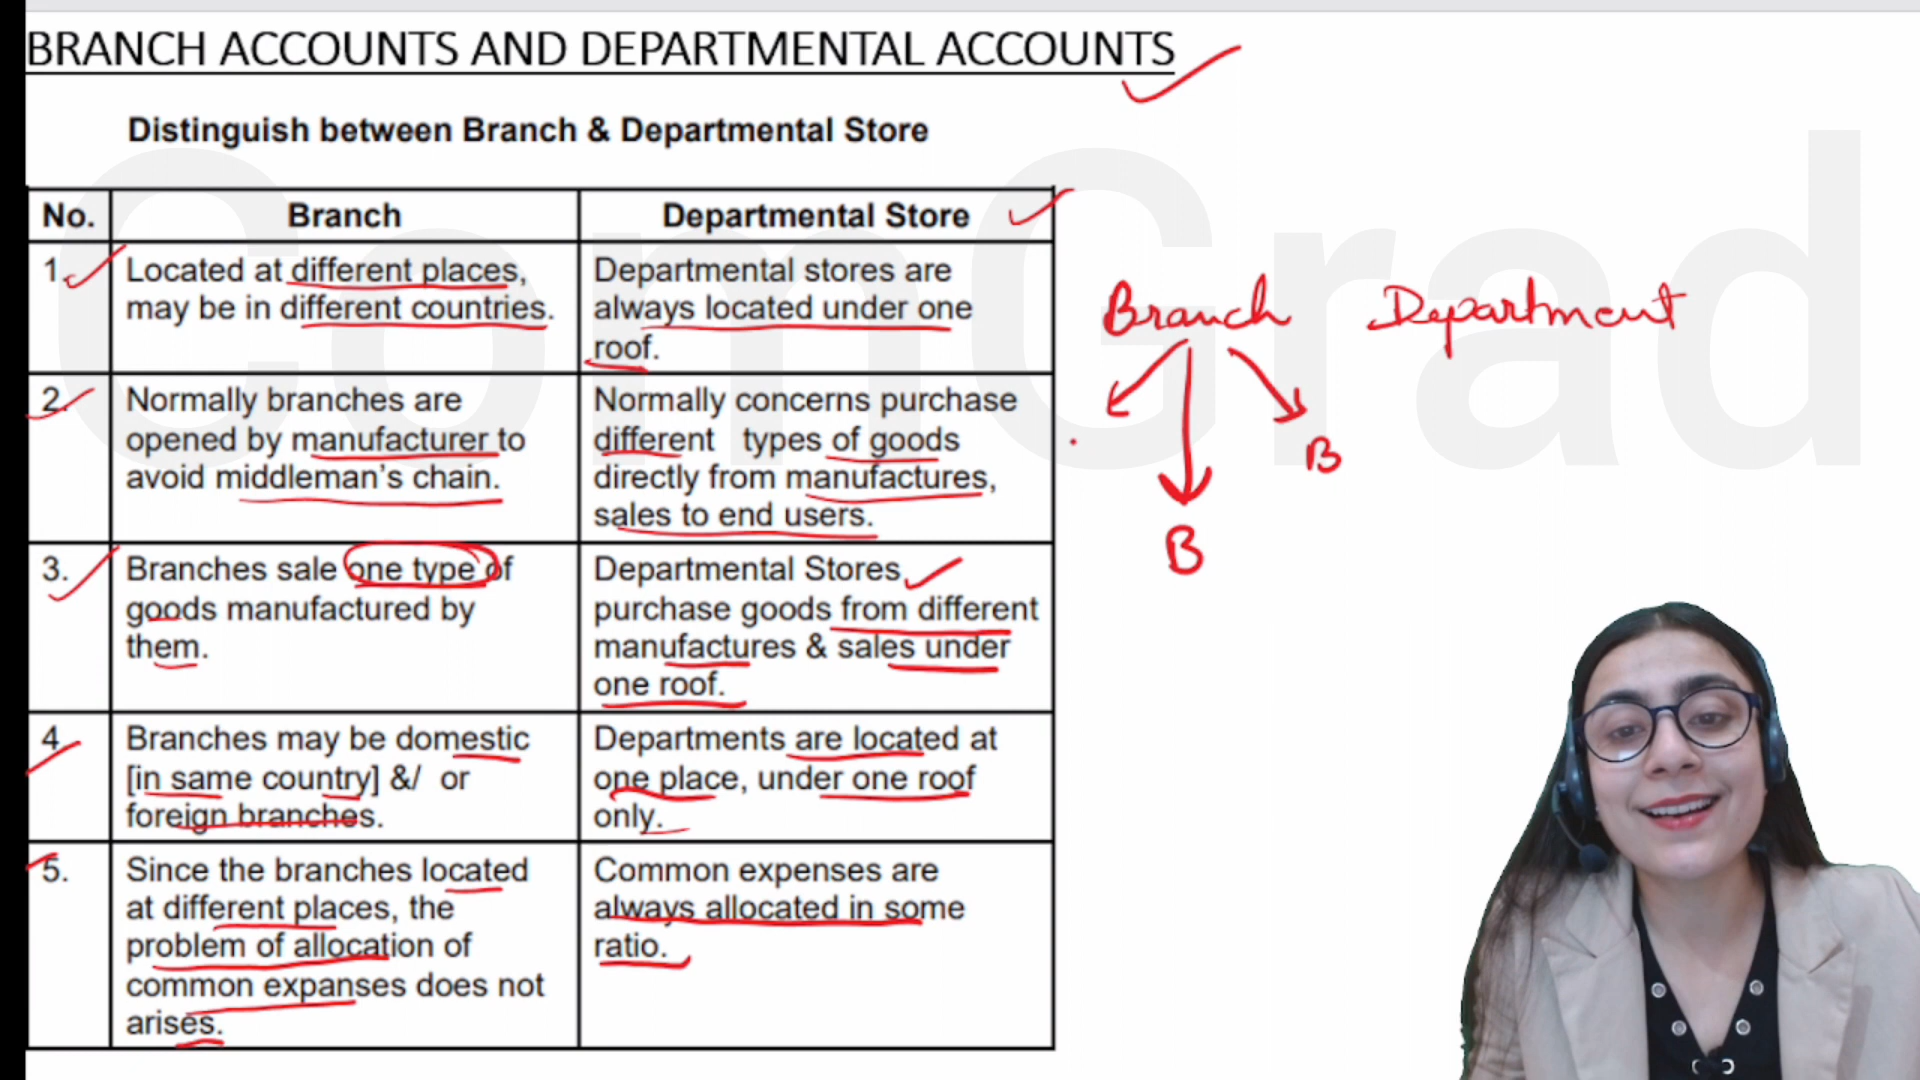 BRANCH ACCOUNTS AND DEPARTMENTAL ACCOUNTS
Distinguish between Branch & Departmental Store
No.
Branch
Departmental Store
1.
Located at different places,
may be in different countries.
Departmental stores are
always located under one
roof.
2.
Normally branches are
opened by manufacturer to
avoid middleman's chain.
Normally concerns purchase
different types of goods
directly from manufactures,
sales to end users.
3.
Branches sale one type of
goods manufactured by
them.
Departmental Stores
purchase goods from different
manufactures & sales under
one roof.
4.
Branches may be domestic
[in same country] &/ or
foreign branches.
Departments are located at
one place, under one roof
only.
5.
Since the branches located
at different places, the
problem of allocation of
common expanses does not
arises.
Common expenses are
always allocated in some
ratio.
Branch Department
B
B
ComGrad